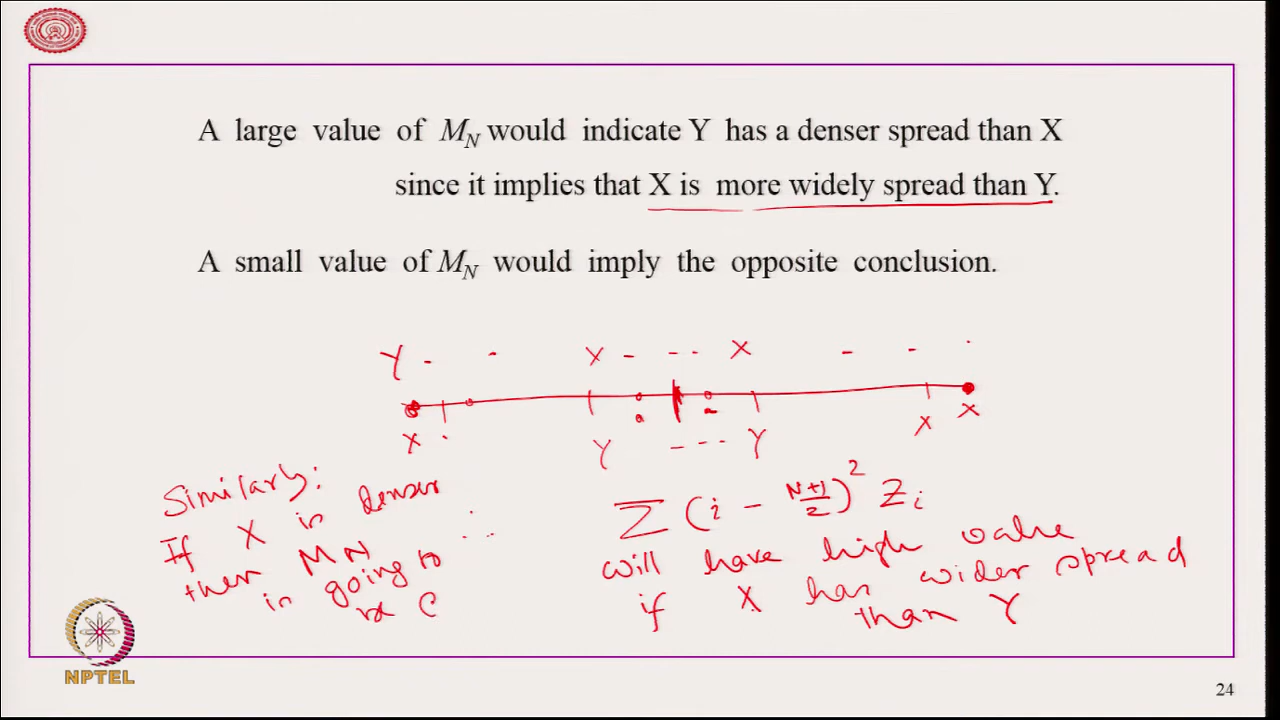 A large value of M_N would indicate Y has a denser spread than X
since it implies that X is more widely spread than Y.
A small value of M_N would imply the opposite conclusion.
Y - - X - - - X - - -
X Y - - - Y X X
Similarly:
If X is denser
then M N
is going to
be
∑ (i - N+1/2)² Z i
will have high value
if X has wider spread
than Y
NPTEL
24